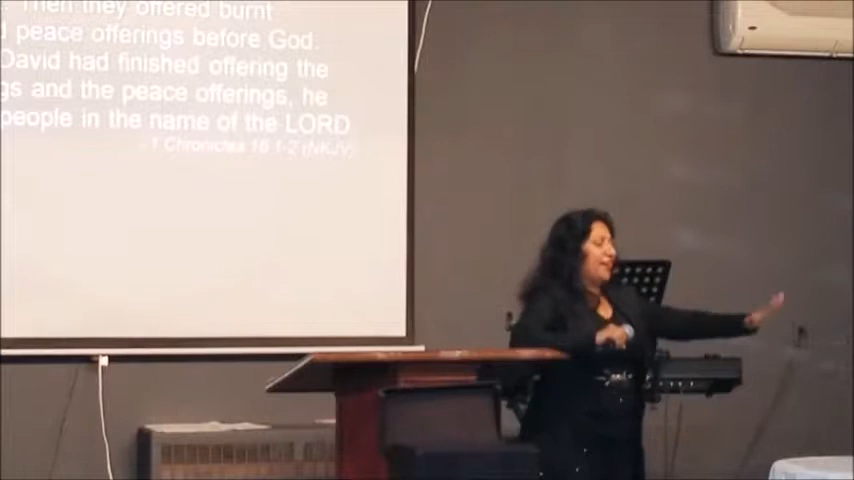 Then they offered burnt
peace offerings before God.
David had finished offering the
and the peace offerings, he
people in the name of the LORD
- 1 Chronicles 16 1-2 (NKJV)